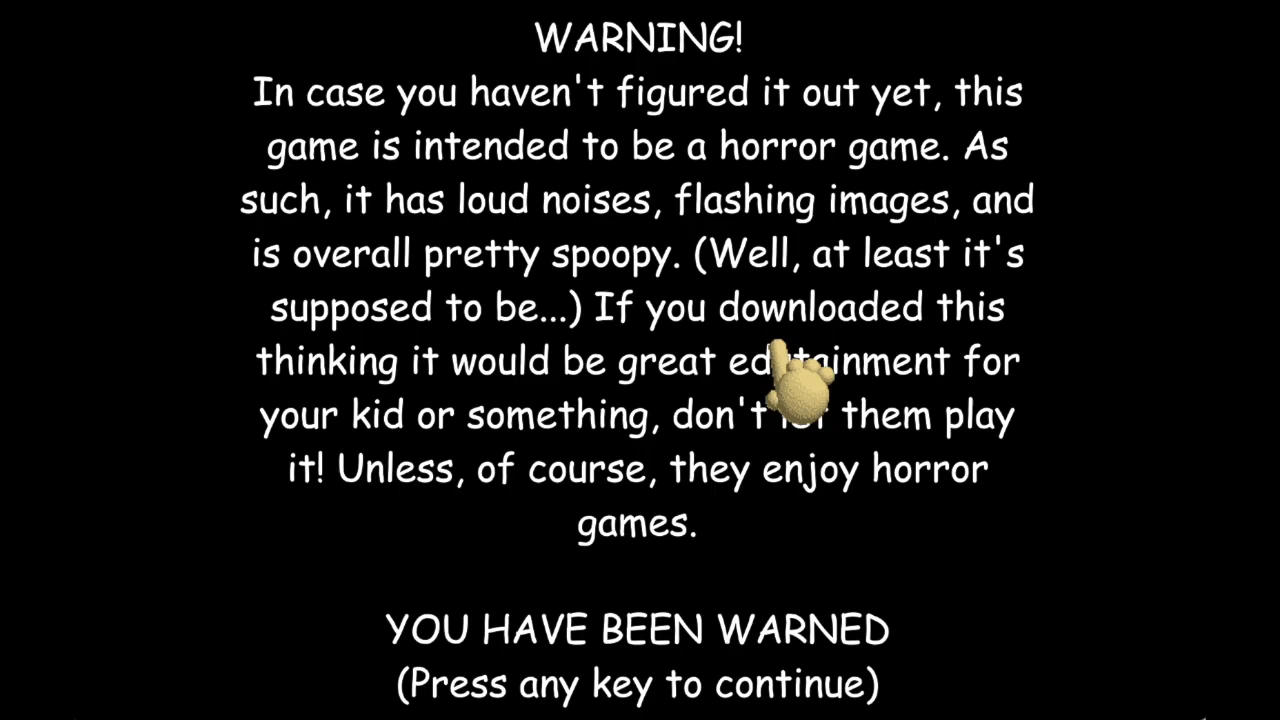 WARNING!
In case you haven't figured it out yet, this
game is intended to be a horror game. As
such, it has loud noises, flashing images, and
is overall pretty spoopy. (Well, at least it's
supposed to be...) If you downloaded this
thinking it would be great edutainment for
your kid or something, don't let them play
it! Unless, of course, they enjoy horror
games.
YOU HAVE BEEN WARNED
(Press any key to continue)